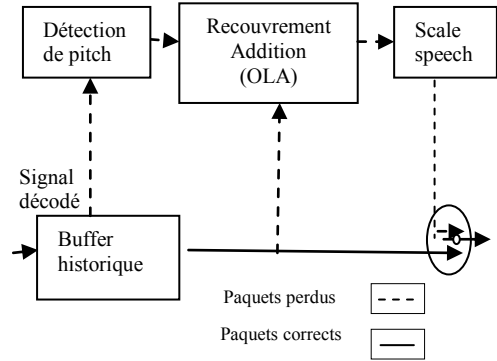 Détection
de pitch
Recouvrement
Addition
(OLA)
Scale
speech
Signal
décodé
Buffer
historique
Paquets perdus
Paquets corrects